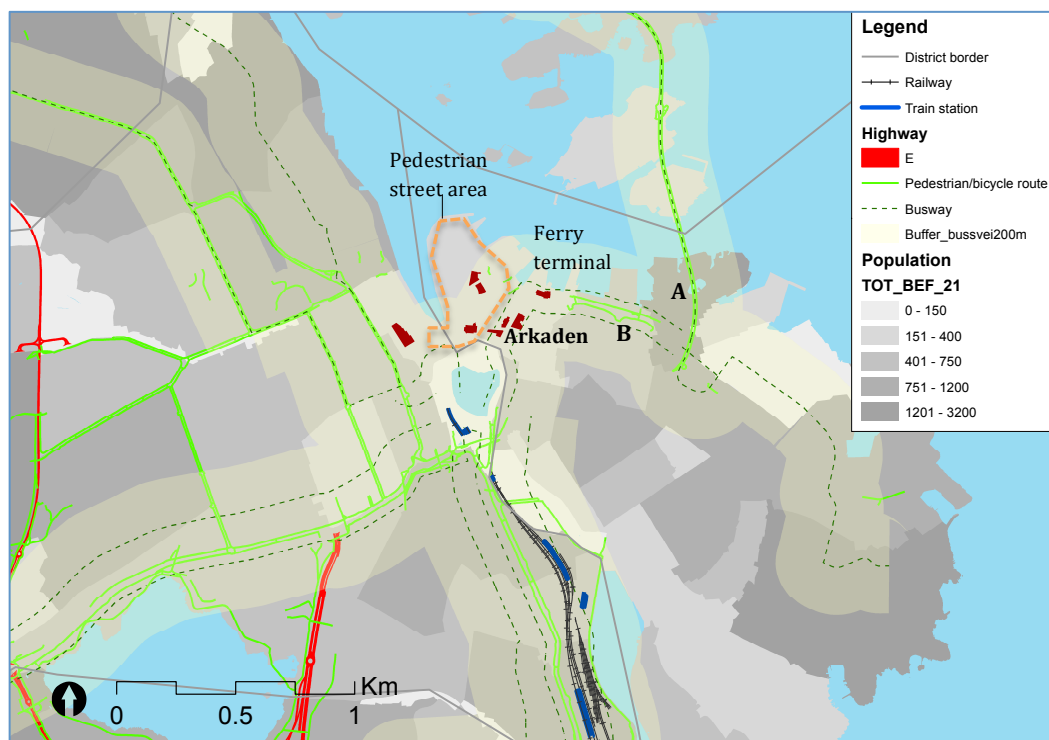 Pedestrian
street area
Ferry
terminal
Arkaden
A
B
Km
0
0.5
1
Legend
District border
Railway
Train station
Highway
E
Pedestrian/bicycle route
Busway
Buffer_bussvei200m
Population
TOT_BEF_21
0 - 150
151 - 400
401 - 750
751 - 1200
1201 - 3200